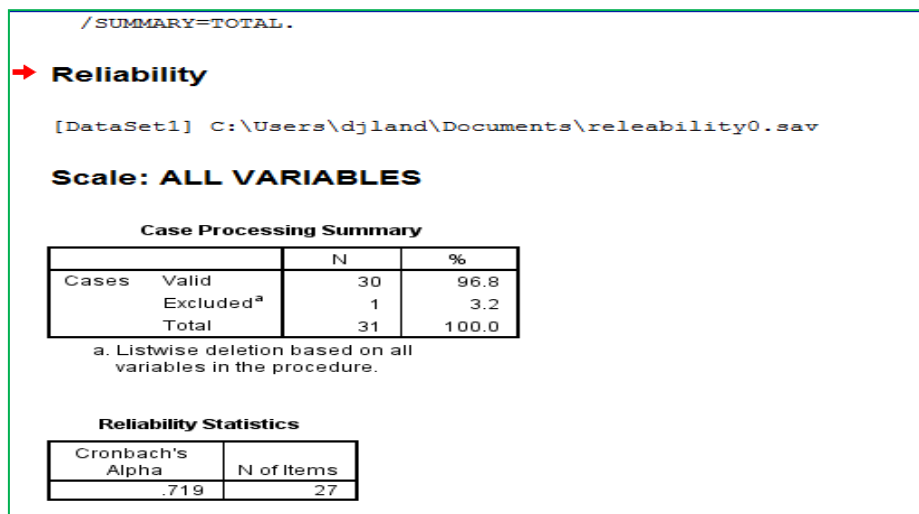 /SUMMARY=TOTAL.
Reliability
[DataSet1] C:\Users\djland\Documents\releability0.sav
Scale: ALL VARIABLES
Case Processing Summary
N %
Cases Valid 30 96.8
Excludedᵃ 1 3.2
Total 31 100.0
a. Listwise deletion based on all
variables in the procedure.
Reliability Statistics
Cronbach's
Alpha N of Items
.719 27